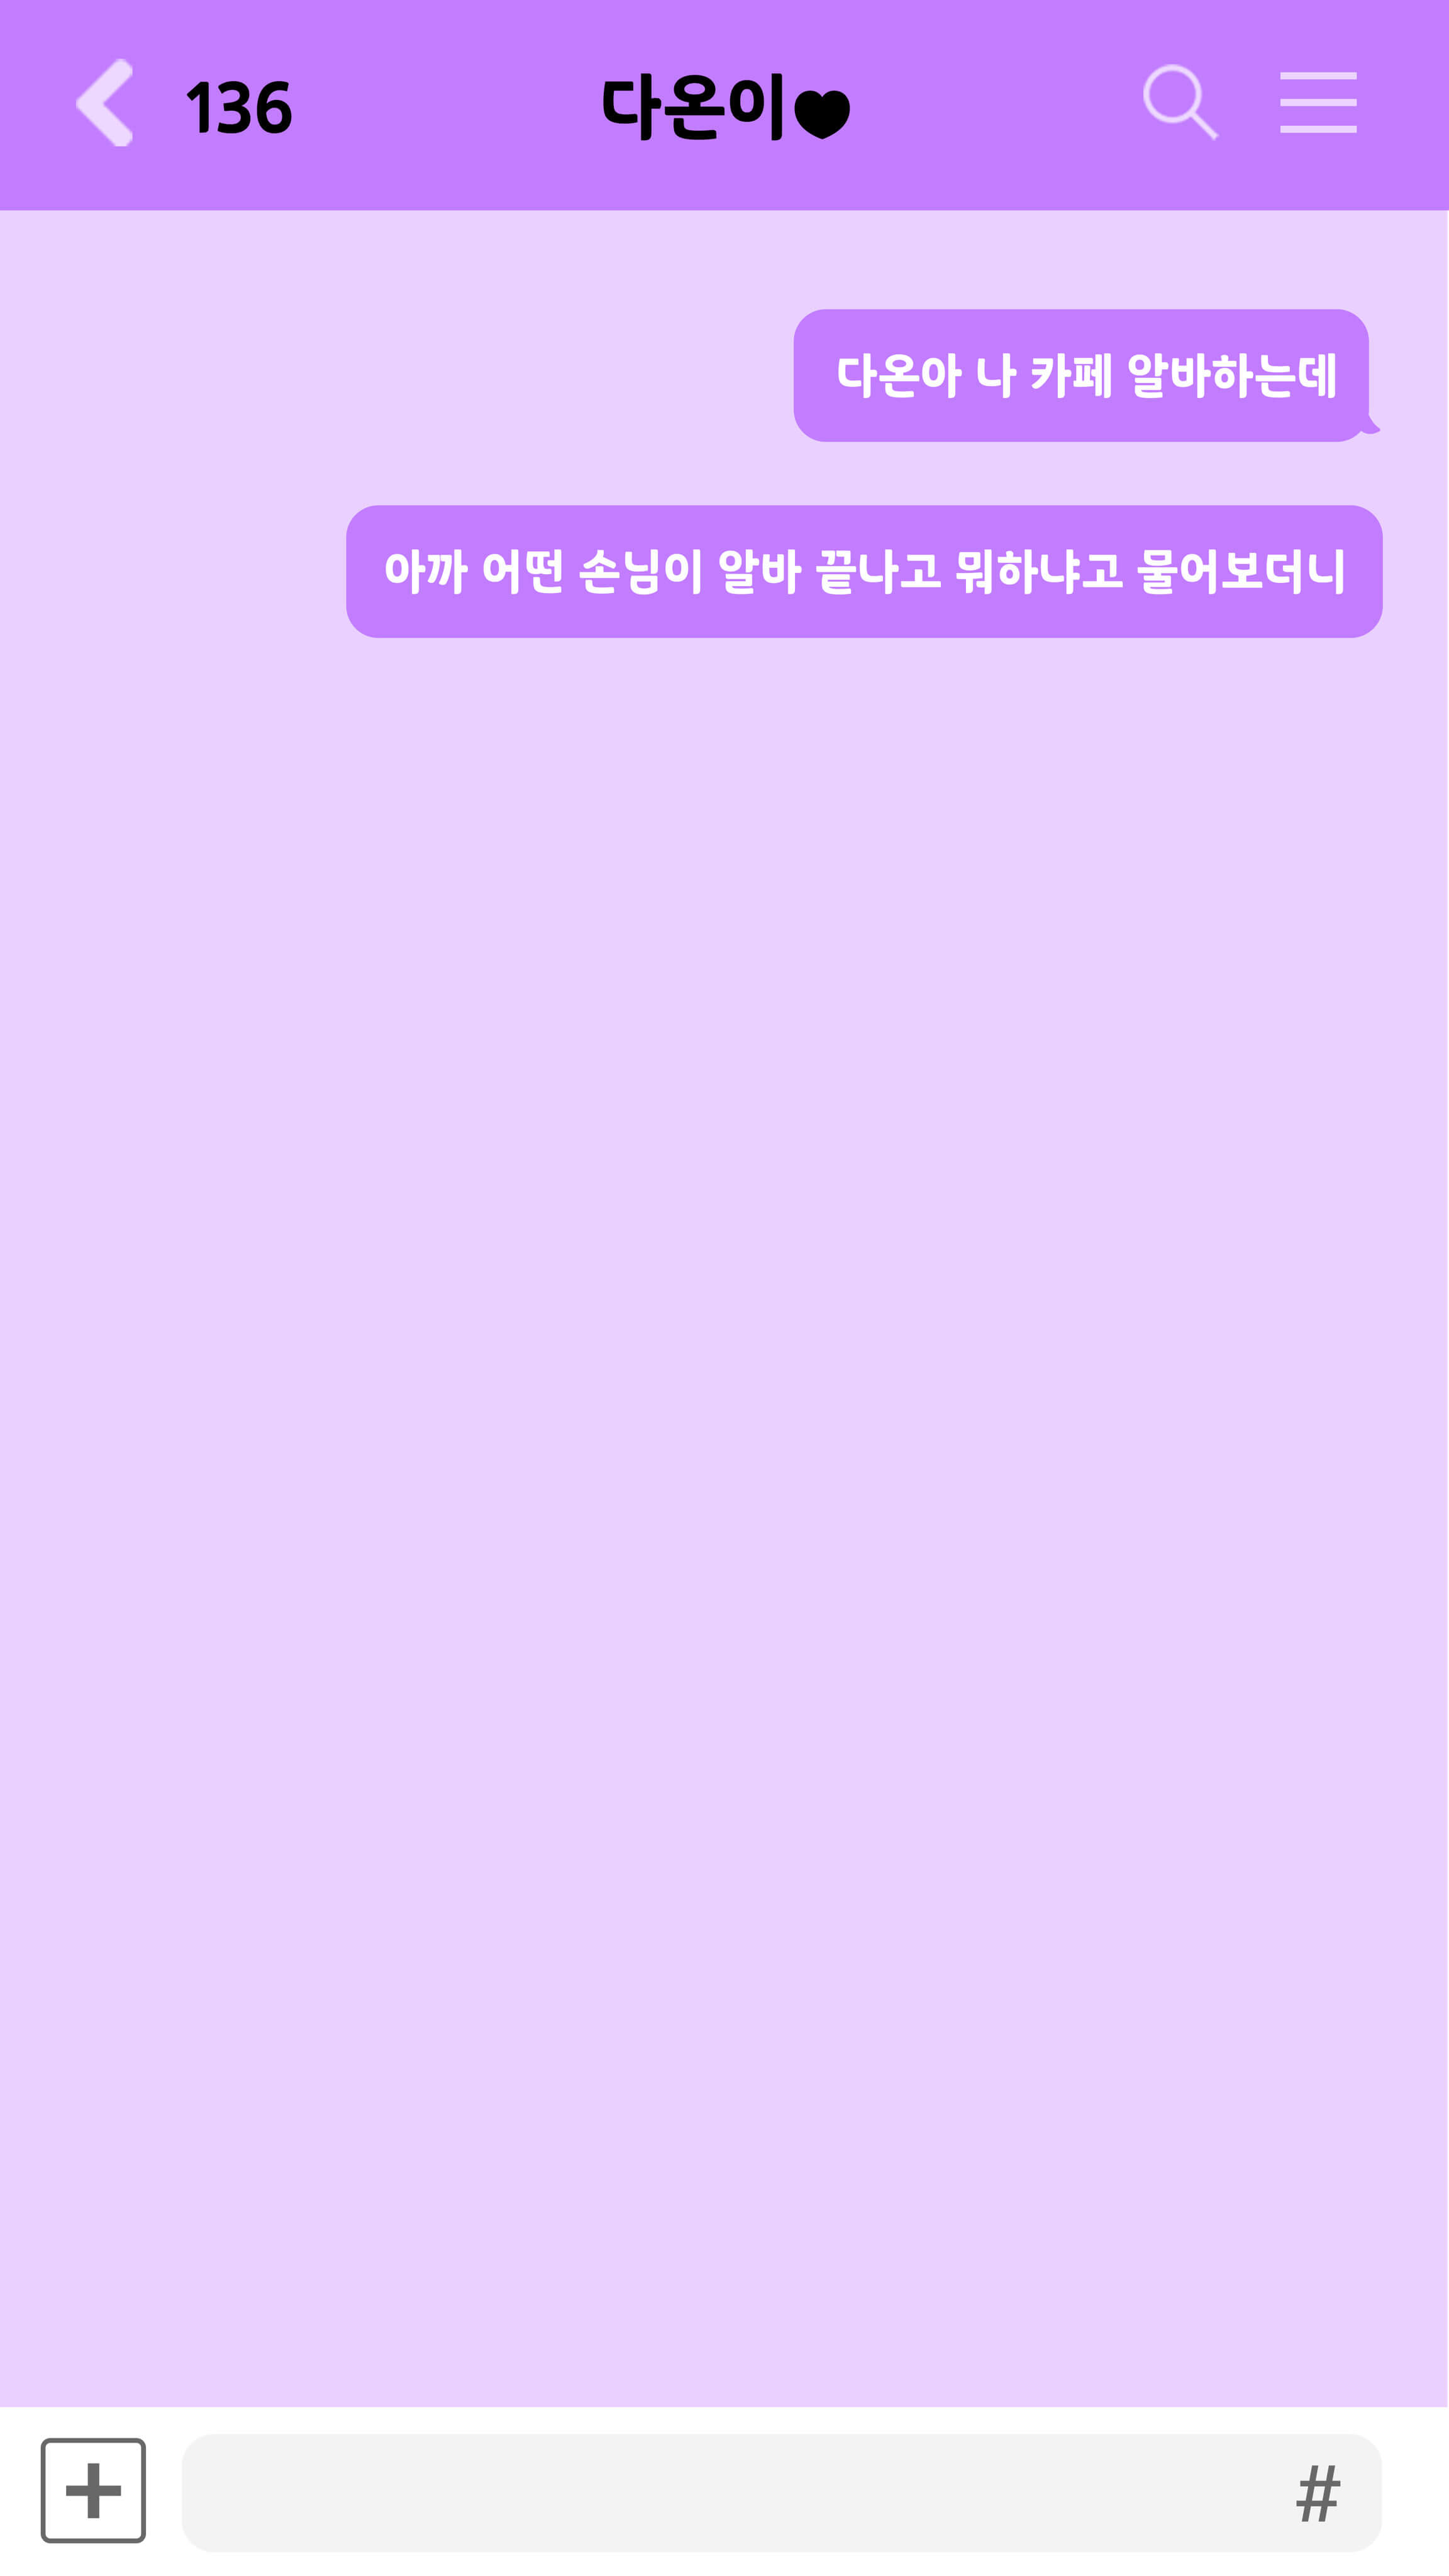 136
다온이♥
다온아 나 카페 알바하는데
아까 어떤 손님이 알바 끝나고 뭐하냐고 물어보더니
#